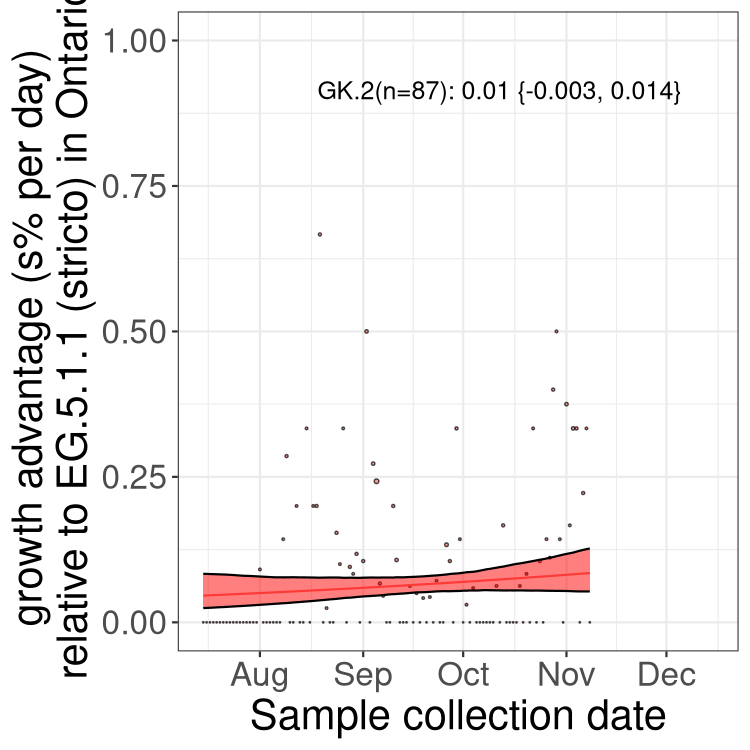 growth advantage (s% per day)
relative to EG.5.1.1 (stricto) in Ontario
1.00
0.75
0.50
0.25
0.00
GK.2(n=87): 0.01 {-0.003, 0.014}
Aug Sep Oct Nov Dec
Sample collection date